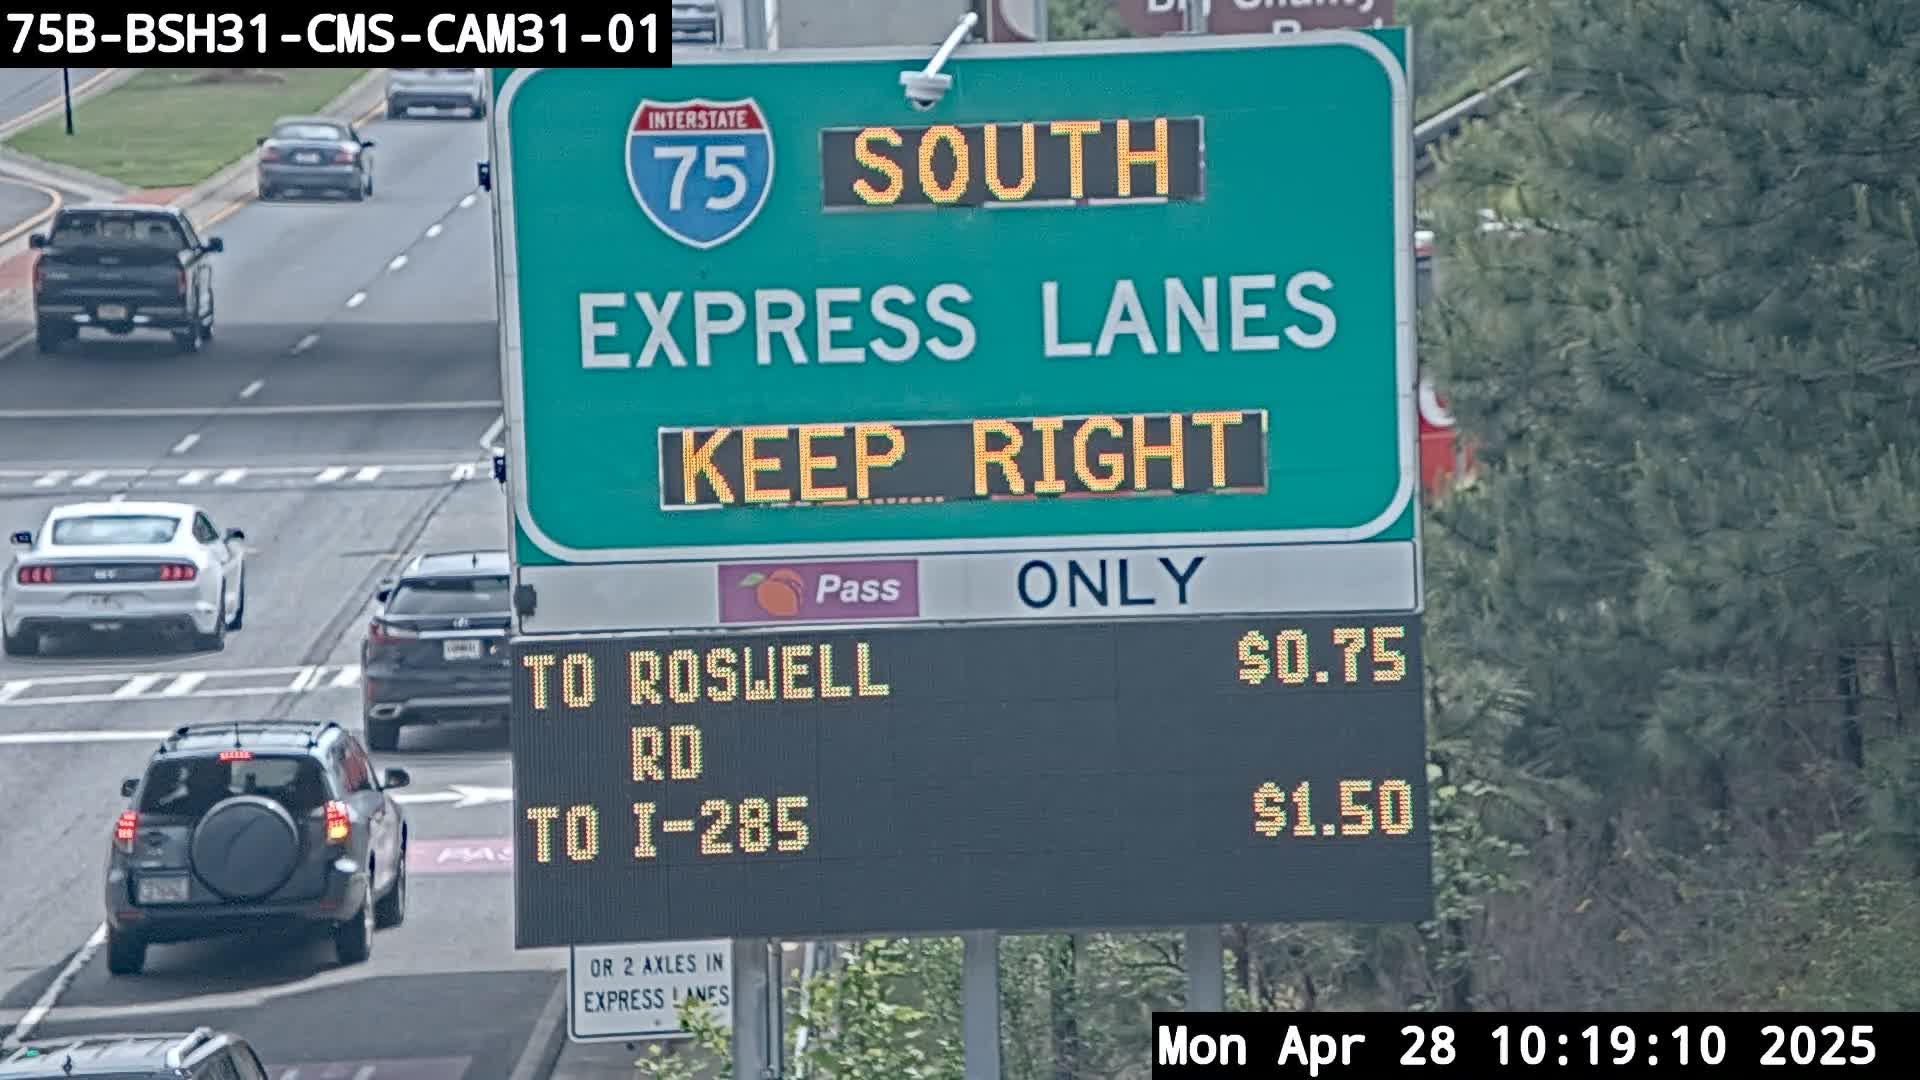 75B-BSH31-CMS-CAM31-01
INTERSTATE
75
SOUTH
EXPRESS LANES
KEEP RIGHT
Pass ONLY
TO ROSWELL $0.75
RD
TO I-285 $1.50
OR 2 AXLES IN
EXPRESS LANES
Mon Apr 28 10:19:10 2025